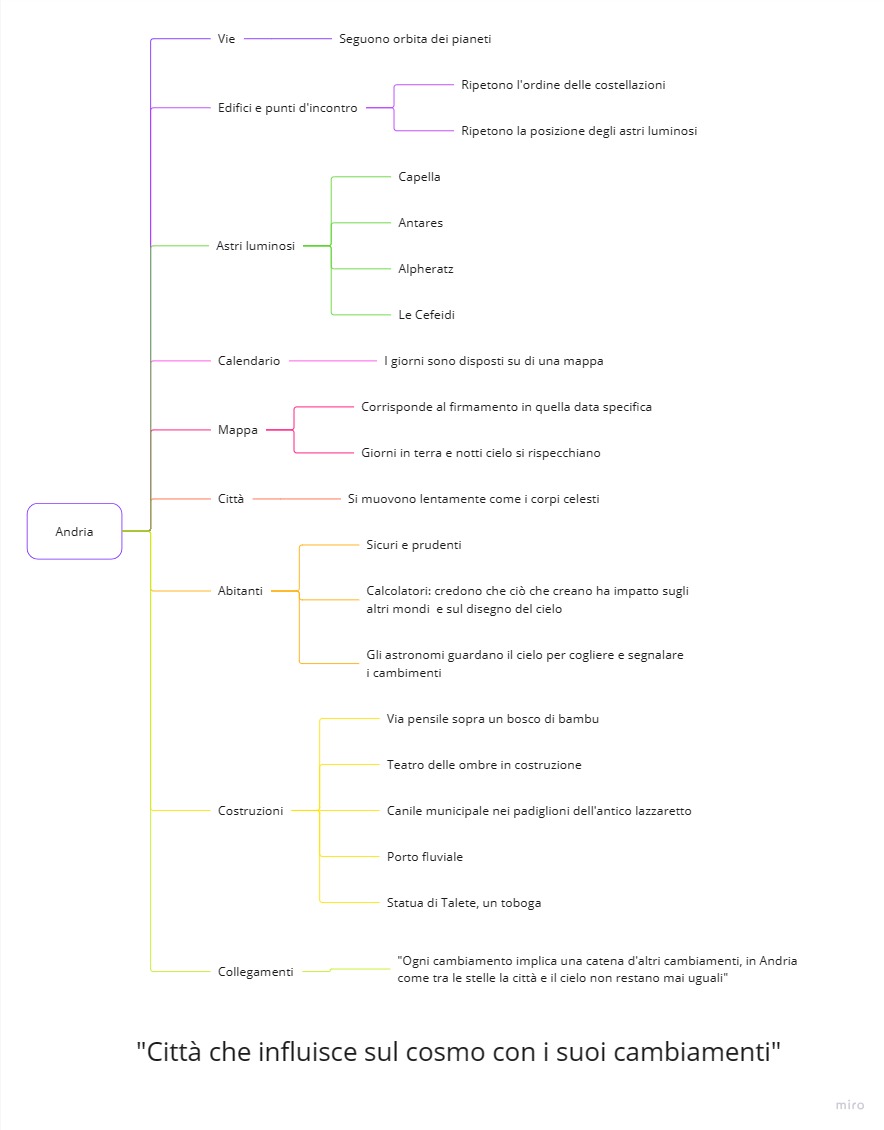 Vie
Seguono orbita dei pianeti
Edifici e punti d'incontro
Ripetono l'ordine delle costellazioni
Ripetono la posizione degli astri luminosi
Astri luminosi
Capella
Antares
Alpheratz
Le Cefeidi
Calendario
I giorni sono disposti su di una mappa
Mappa
Corrisponde al firmamento in quella data specifica
Giorni in terra e notti cielo si rispecchiano
Città
Si muovono lentamente come i corpi celesti
Andria
Abitanti
Sicuri e prudenti
Calcolatori: credono che ciò che creano ha impatto sugli
altri mondi  e sul disegno del cielo
Gli astronomi guardano il cielo per cogliere e segnalare
i cambimenti
Costruzioni
Via pensile sopra un bosco di bambu
Teatro delle ombre in costruzione
Canile municipale nei padiglioni dell'antico lazzaretto
Porto fluviale
Statua di Talete, un toboga
Collegamenti
"Ogni cambiamento implica una catena d'altri cambiamenti, in Andria
come tra le stelle la città e il cielo non restano mai uguali"
"Città che influisce sul cosmo con i suoi cambiamenti"
miro